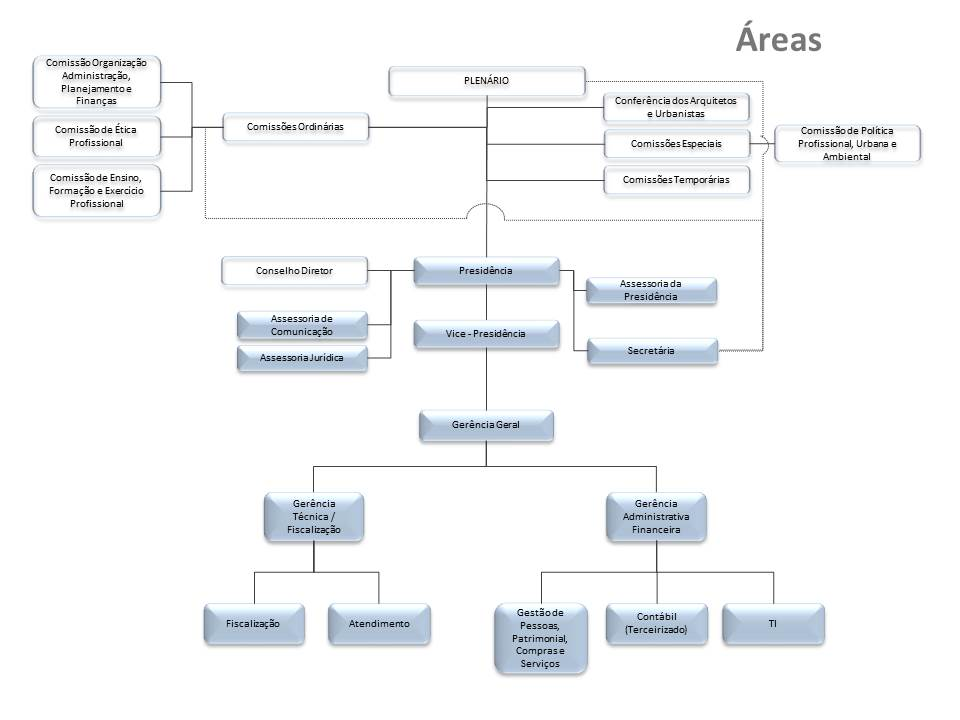 Áreas
Comissão Organização
Administração,
Planejamento e
Finanças
PLENÁRIO
Conferência dos Arquitetos
e Urbanistas
Comissões Ordinárias
Comissão de Ética
Profissional
Comissões Especiais
Comissão de Política
Profissional, Urbana e
Ambiental
Comissão de Ensino,
Formação e Exercicio
Profissional
Comissões Temporárias
Conselho Diretor
Presidência
Assessoria da
Presidência
Assessoria de
Comunicação
Vice - Presidência
Assessoria Jurídica
Secretária
Gerência Geral
Gerência
Técnica /
Fiscalização
Gerência
Administrativa
Financeira
Fiscalização
Atendimento
Gestão de
Pessoas,
Patrimonial,
Compras e
Serviços
Contábil
(Terceirizado)
TI